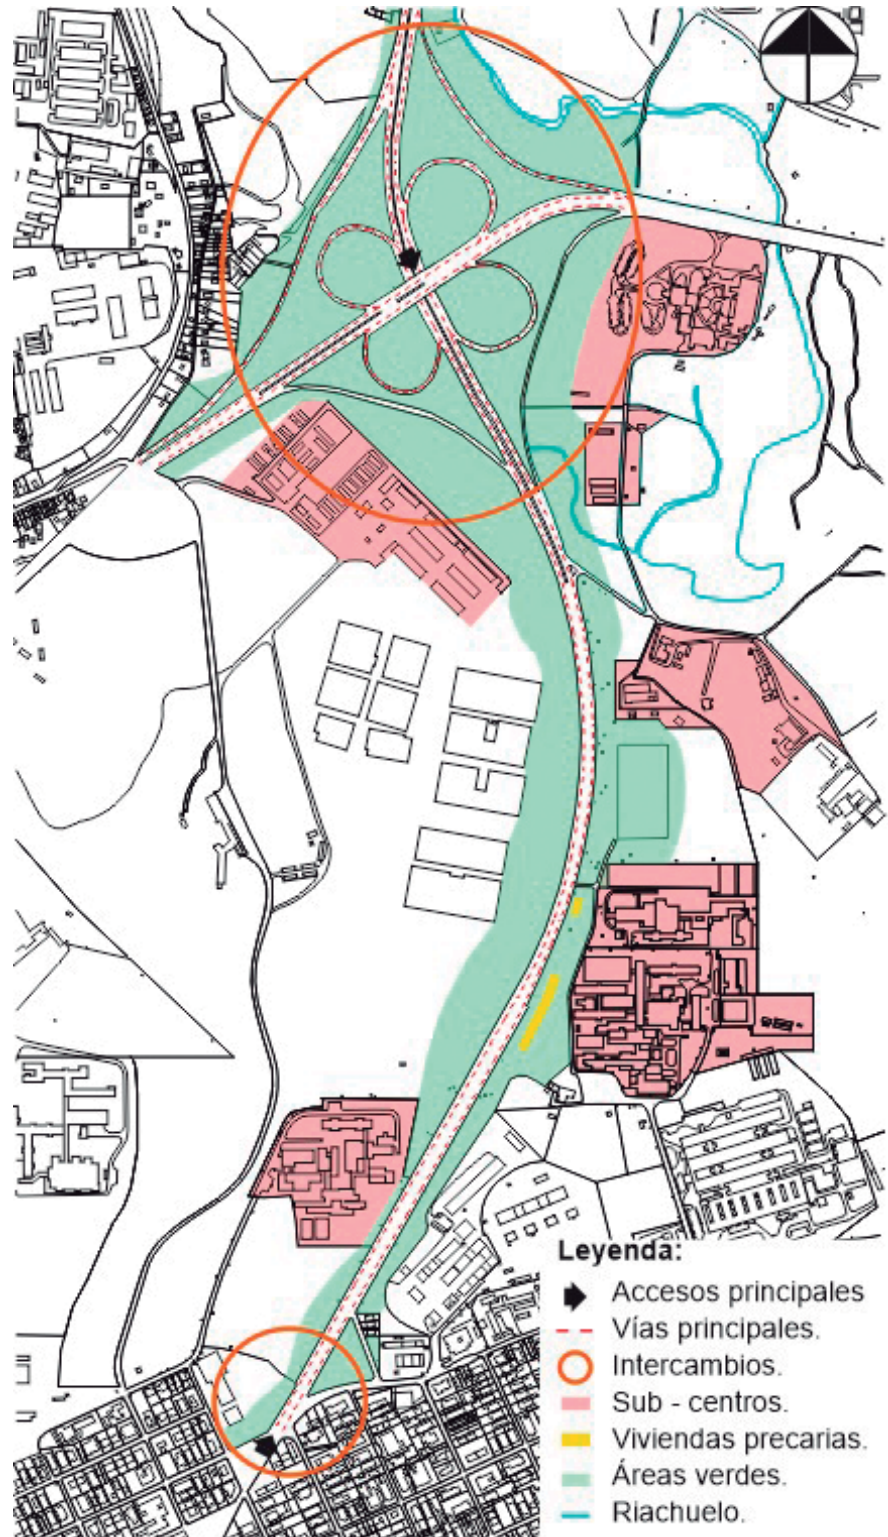 Leyenda:
Accesos principales
Vías principales.
Intercambios.
Sub - centros.
Viviendas precarias.
Áreas verdes.
Riachuelo.